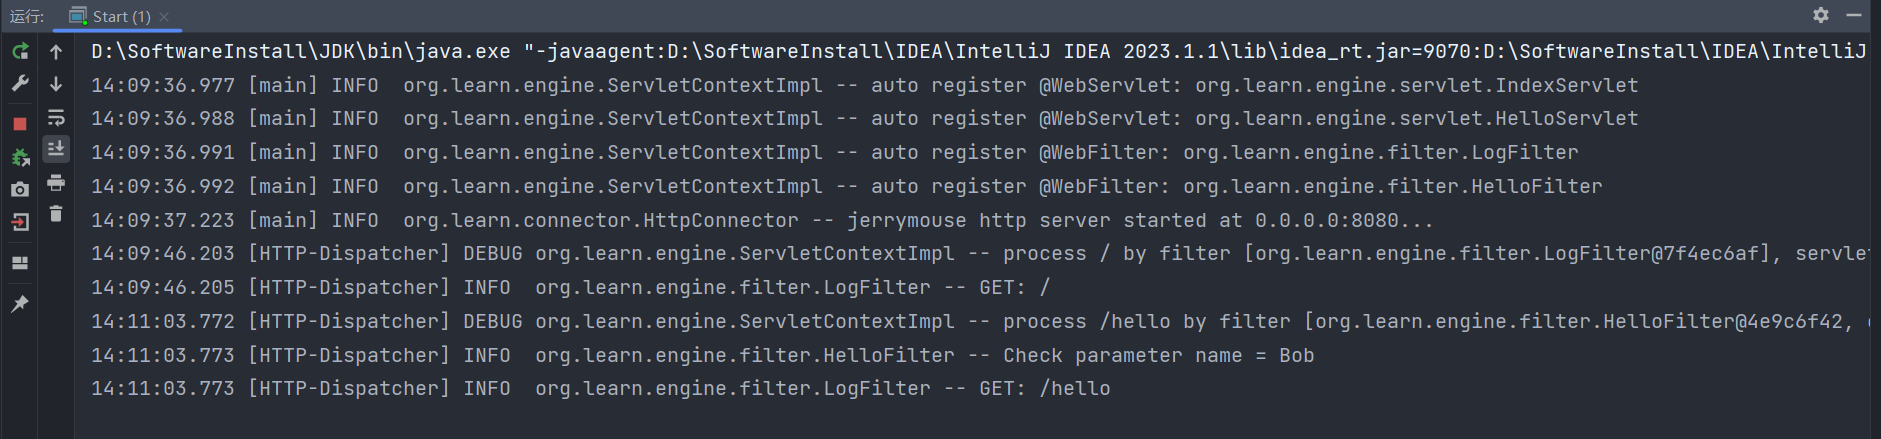 运行: Start (1)
D:\SoftwareInstall\JDK\bin\java.exe "-javaagent:D:\SoftwareInstall\IDEA\IntelliJ IDEA 2023.1.1\lib\idea_rt.jar=9070:D:\SoftwareInstall\IDEA\IntelliJ
14:09:36.977 [main] INFO  org.learn.engine.ServletContextImpl -- auto register @WebServlet: org.learn.engine.servlet.IndexServlet
14:09:36.988 [main] INFO  org.learn.engine.ServletContextImpl -- auto register @WebServlet: org.learn.engine.servlet.HelloServlet
14:09:36.991 [main] INFO  org.learn.engine.ServletContextImpl -- auto register @WebFilter: org.learn.engine.filter.LogFilter
14:09:36.992 [main] INFO  org.learn.engine.ServletContextImpl -- auto register @WebFilter: org.learn.engine.filter.HelloFilter
14:09:37.223 [main] INFO  org.learn.connector.HttpConnector -- jerrymouse http server started at 0.0.0.0:8080...
14:09:46.203 [HTTP-Dispatcher] DEBUG org.learn.engine.ServletContextImpl -- process / by filter [org.learn.engine.filter.LogFilter@7f4ec6af], servlet
14:09:46.205 [HTTP-Dispatcher] INFO  org.learn.engine.filter.LogFilter -- GET: /
14:11:03.772 [HTTP-Dispatcher] DEBUG org.learn.engine.ServletContextImpl -- process /hello by filter [org.learn.engine.filter.HelloFilter@4e9c6f42,
14:11:03.773 [HTTP-Dispatcher] INFO  org.learn.engine.filter.HelloFilter -- Check parameter name = Bob
14:11:03.773 [HTTP-Dispatcher] INFO  org.learn.engine.filter.LogFilter -- GET: /hello